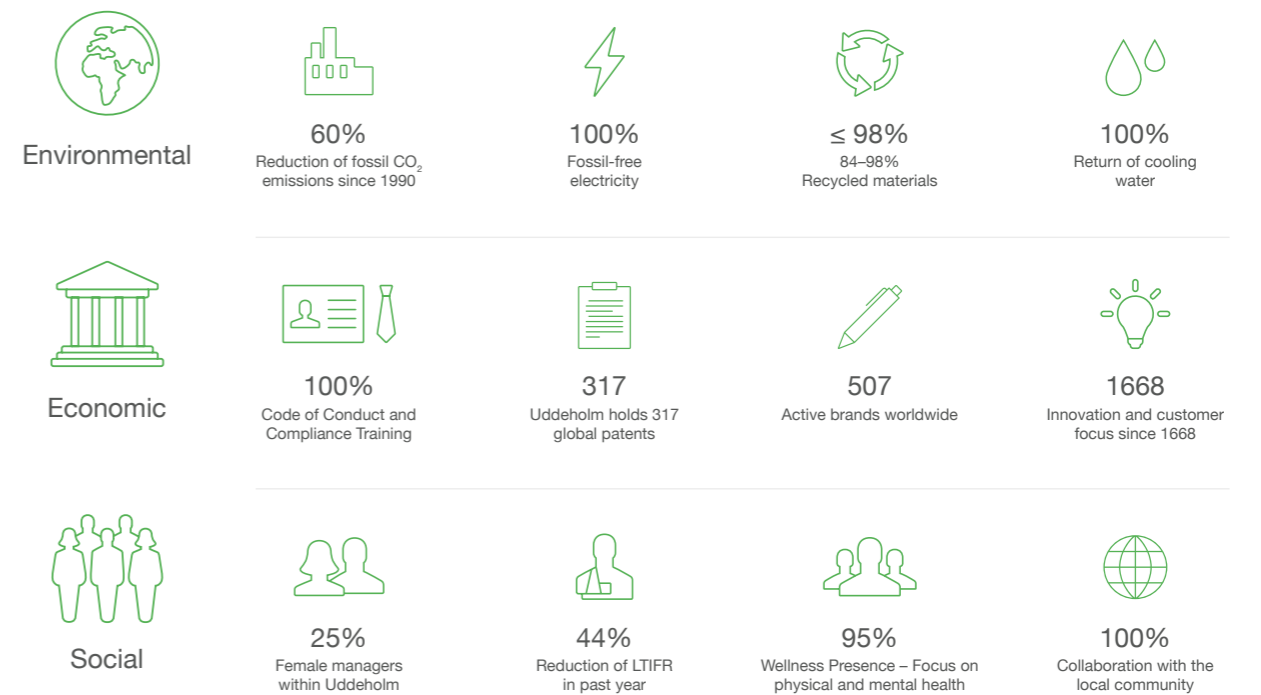 Environmental
60%
Reduction of fossil CO₂
emissions since 1990
100%
Fossil-free
electricity
≤ 98%
84–98%
Recycled materials
100%
Return of cooling
water
Economic
100%
Code of Conduct and
Compliance Training
317
Uddeholm holds 317
global patents
507
Active brands worldwide
1668
Innovation and customer
focus since 1668
Social
25%
Female managers
within Uddeholm
44%
Reduction of LTIFR
in past year
95%
Wellness Presence – Focus on
physical and mental health
100%
Collaboration with the
local community